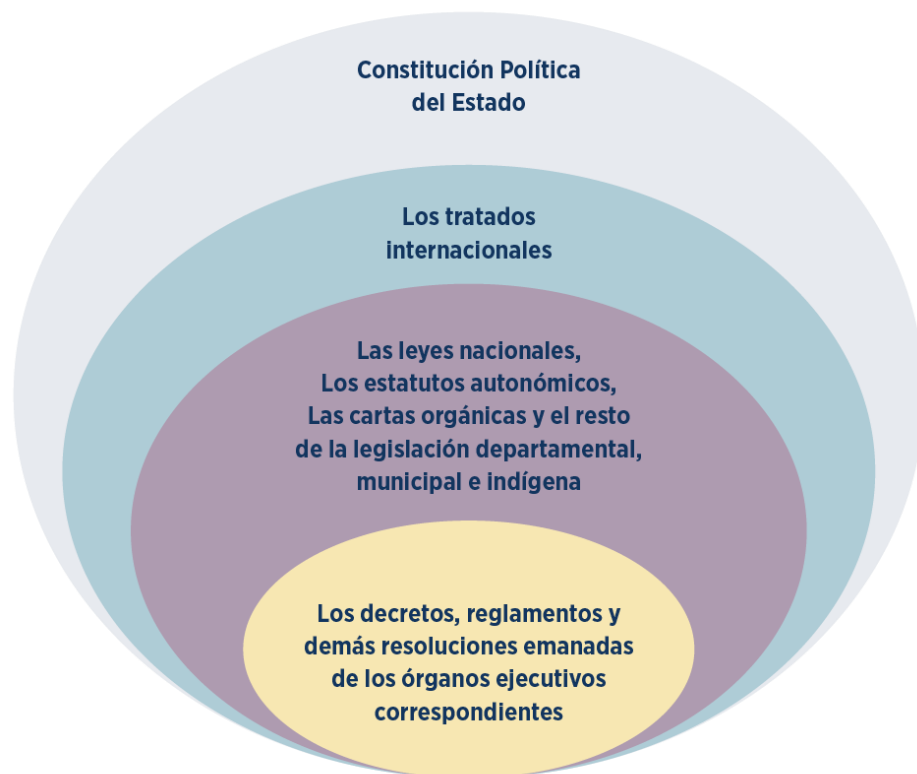 Constitución Política
del Estado
Los tratados
internacionales
Las leyes nacionales,
Los estatutos autonómicos,
Las cartas orgánicas y el resto
de la legislación departamental,
municipal e indígena
Los decretos, reglamentos y
demás resoluciones emanadas
de los órganos ejecutivos
correspondientes